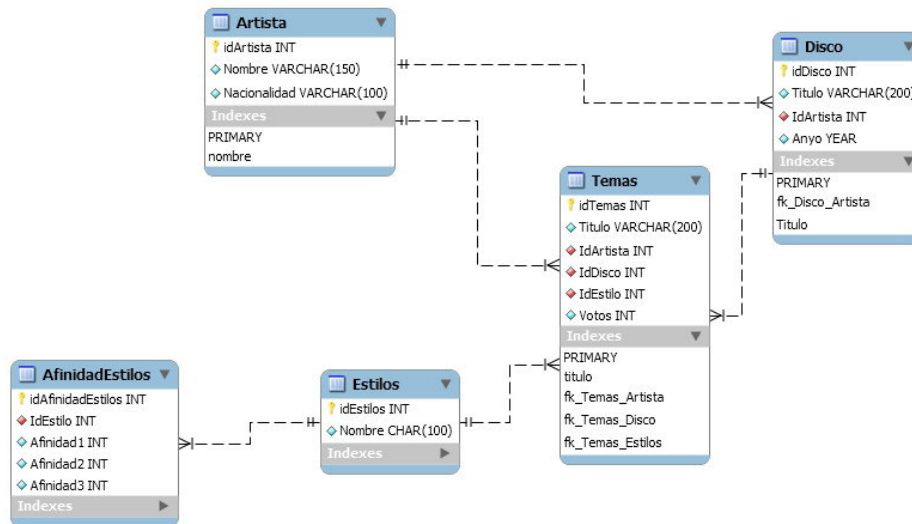 Artista
idArtista INT
Nombre VARCHAR(150)
Nacionalidad VARCHAR(100)
Indexes
PRIMARY
nombre
Disco
idDisco INT
Titulo VARCHAR(200)
IdArtista INT
Anyo YEAR
Indexes
PRIMARY
fk_Disco_Artista
Titulo
Temas
idTemas INT
Titulo VARCHAR(200)
IdArtista INT
IdDisco INT
IdEstilo INT
Votos INT
Indexes
PRIMARY
titulo
fk_Temas_Artista
fk_Temas_Disco
fk_Temas_Estilos
AfinidadEstilos
idAfinidadEstilos INT
IdEstilo INT
Afinidad1 INT
Afinidad2 INT
Afinidad3 INT
Indexes
Estilos
idEstilos INT
Nombre CHAR(100)
Indexes